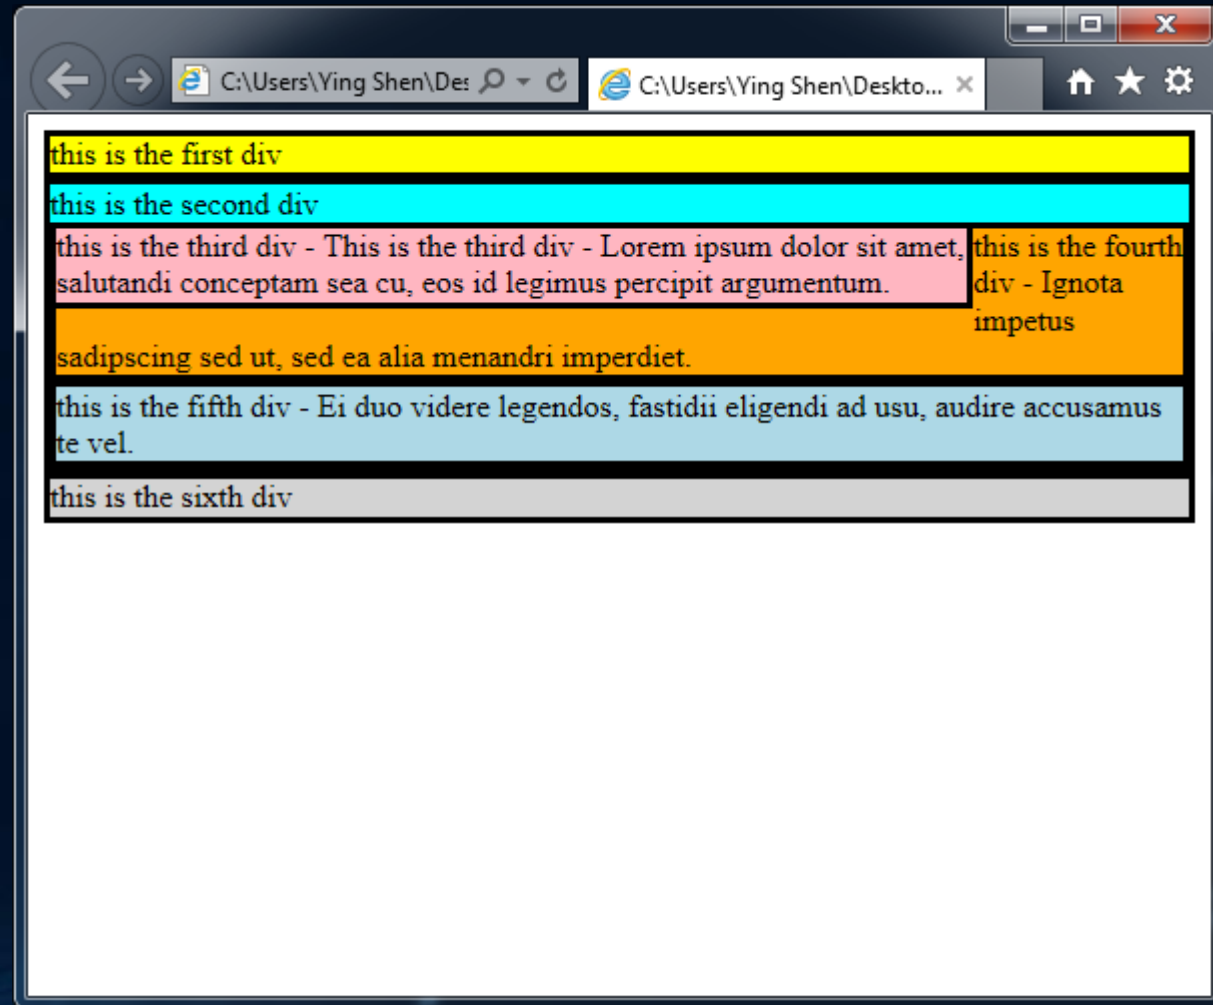 C:\Users\Ying Shen\Des
C:\Users\Ying Shen\Deskto...
this is the first div
this is the second div
this is the third div - This is the third div - Lorem ipsum dolor sit amet,
salutandi conceptam sea cu, eos id legimus percipit argumentum.
this is the fourth
div - Ignota
impetus
sadipscing sed ut, sed ea alia menandri imperdiet.
this is the fifth div - Ei duo videre legendos, fastidii eligendi ad usu, audire accusamus
te vel.
this is the sixth div